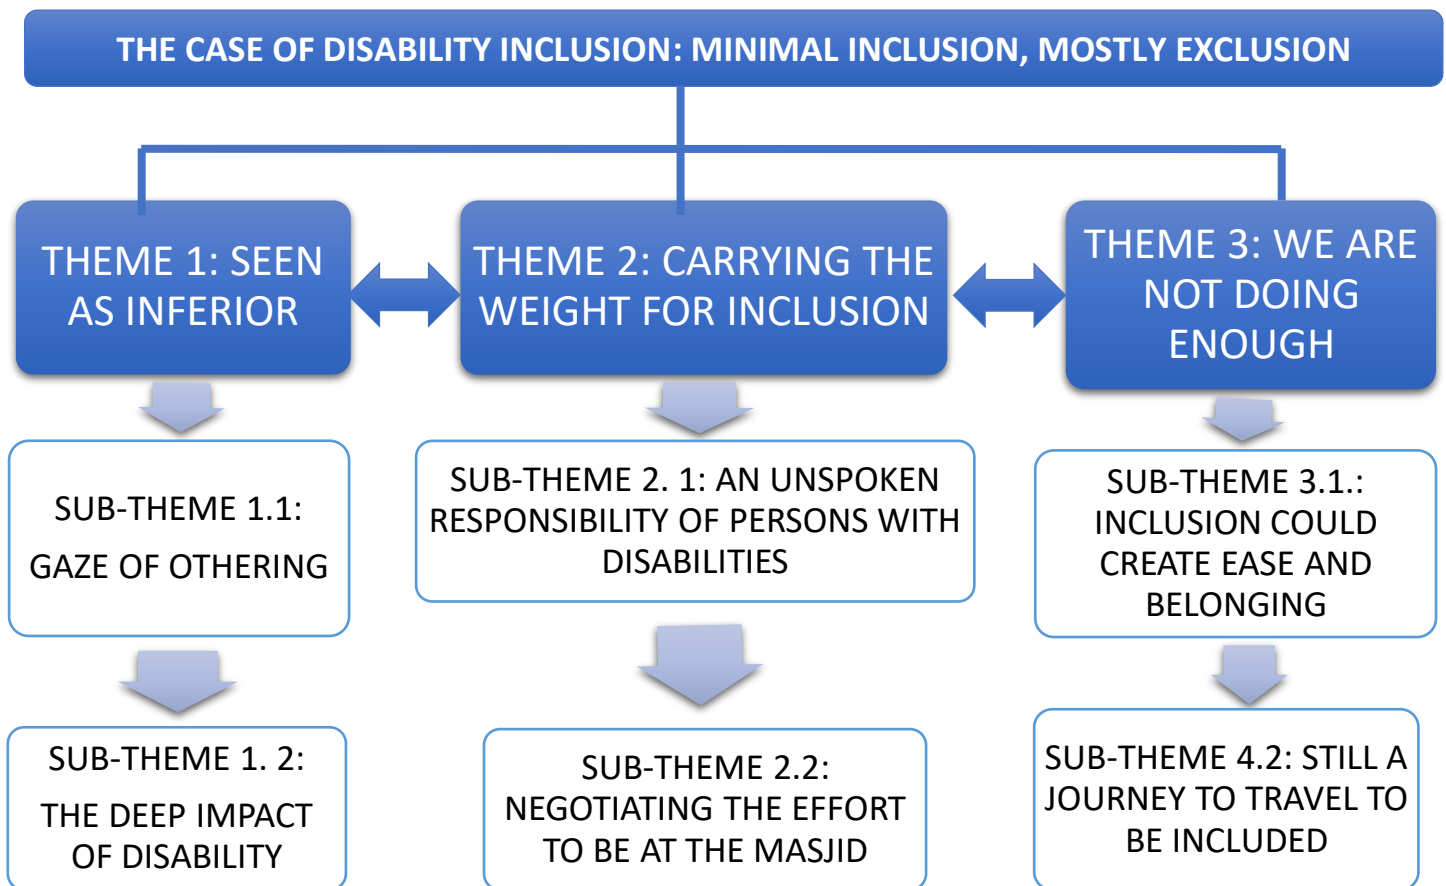 THE CASE OF DISABILITY INCLUSION: MINIMAL INCLUSION, MOSTLY EXCLUSION
THEME 1: SEEN
AS INFERIOR
THEME 2: CARRYING THE
WEIGHT FOR INCLUSION
THEME 3: WE ARE
NOT DOING
ENOUGH
SUB-THEME 1.1:
GAZE OF OTHERING
SUB-THEME 2. 1: AN UNSPOKEN
RESPONSIBILITY OF PERSONS WITH
DISABILITIES
SUB-THEME 3.1.:
INCLUSION COULD
CREATE EASE AND
BELONGING
SUB-THEME 1. 2:
THE DEEP IMPACT
OF DISABILITY
SUB-THEME 2.2:
NEGOTIATING THE EFFORT
TO BE AT THE MASJID
SUB-THEME 4.2: STILL A
JOURNEY TO TRAVEL TO
BE INCLUDED